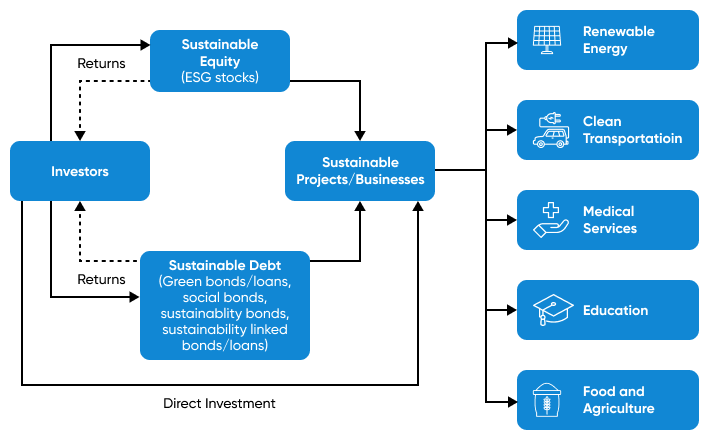 Sustainable
Equity
(ESG stocks)
Returns
Investors
Sustainable
Projects/Businesses
Returns
Sustainable Debt
(Green bonds/loans,
social bonds,
sustainablity bonds,
sustainability linked
bonds/loans)
Direct Investment
Renewable
Energy
Clean
Transportatioin
Medical
Services
Education
Food and
Agriculture